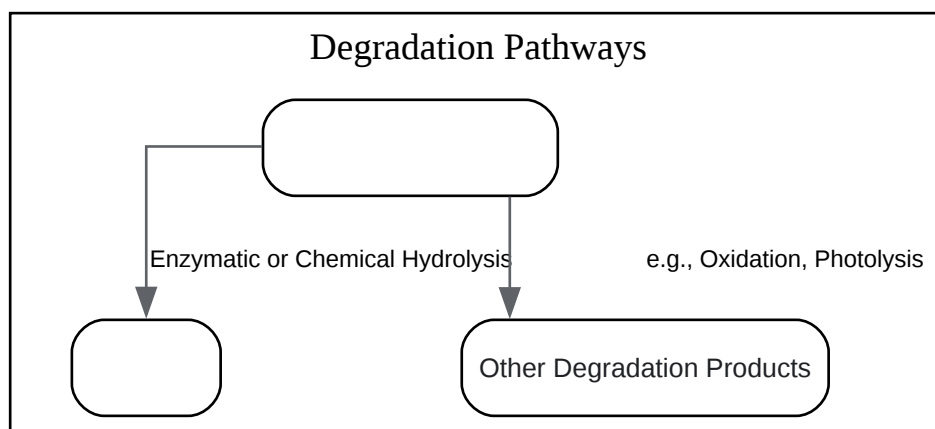 Degradation Pathways
Enzymatic or Chemical Hydrolysis
e.g., Oxidation, Photolysis
Other Degradation Products